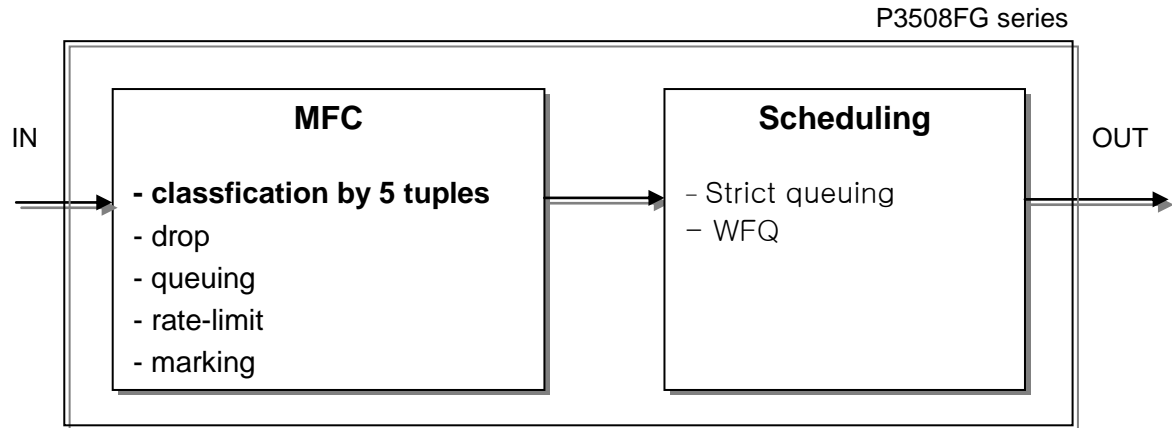 P3508FG series
IN
MFC
- classfication by 5 tuples
- drop
- queuing
- rate-limit
- marking
Scheduling
- Strict queuing
- WFQ
OUT